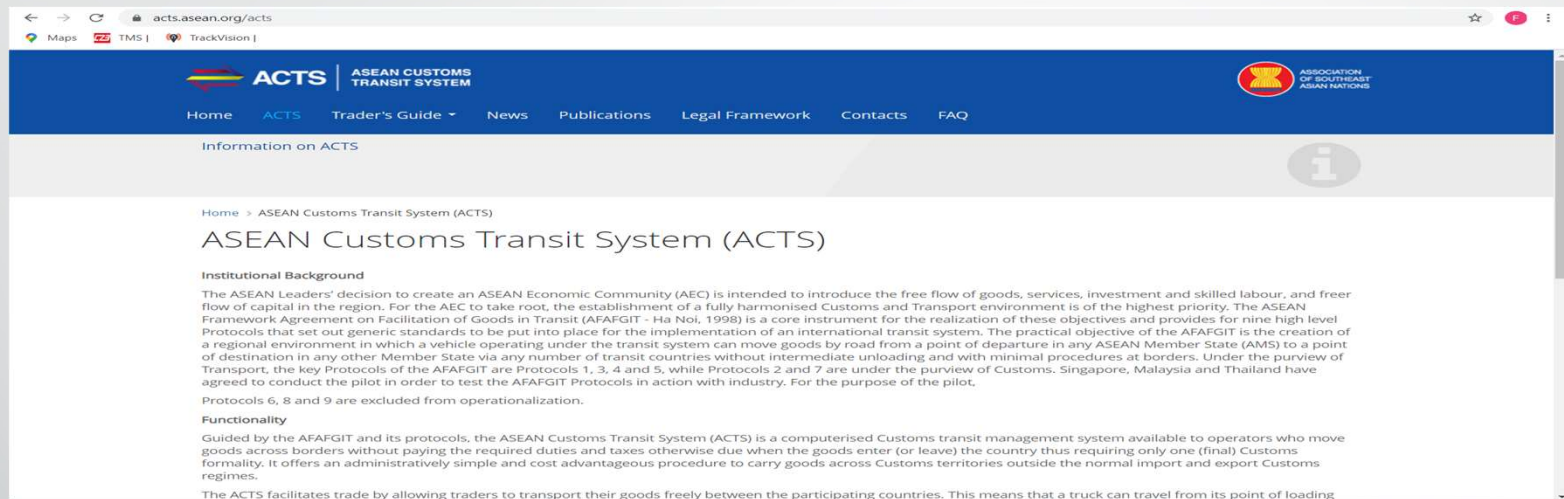 acts.asean.org/acts
F
Maps
TMS |
TrackVision |
ACTS
ASEAN CUSTOMS
TRANSIT SYSTEM
ASSOCIATION
OF SOUTHEAST
ASIAN NATIONS
Home ACTS Trader's Guide News Publications Legal Framework Contacts FAQ
Information on ACTS
Home > ASEAN Customs Transit System (ACTS)
ASEAN Customs Transit System (ACTS)
Institutional Background
The ASEAN Leaders' decision to create an ASEAN Economic Community (AEC) is intended to introduce the free flow of goods, services, investment and skilled labour, and freer
flow of capital in the region. For the AEC to take root, the establishment of a fully harmonised Customs and Transport environment is of the highest priority. The ASEAN
Framework Agreement on Facilitation of Goods in Transit (AFAFGIT - Ha Noi, 1998) is a core instrument for the realization of these objectives and provides for nine high level
Protocols that set out generic standards to be put into place for the implementation of an international transit system. The practical objective of the AFAFGIT is the creation of
a regional environment in which a vehicle operating under the transit system can move goods by road from a point of departure in any ASEAN Member State (AMS) to a point
of destination in any other Member State via any number of transit countries without intermediate unloading and with minimal procedures at borders. Under the purview of
Transport, the key Protocols of the AFAFGIT are Protocols 1, 3, 4 and 5, while Protocols 2 and 7 are under the purview of Customs. Singapore, Malaysia and Thailand have
agreed to conduct the pilot in order to test the AFAFGIT Protocols in action with industry. For the purpose of the pilot,
Protocols 6, 8 and 9 are excluded from operationalization.
Functionality
Guided by the AFAFGIT and its protocols, the ASEAN Customs Transit System (ACTS) is a computerised Customs transit management system available to operators who move
goods across borders without paying the required duties and taxes otherwise due when the goods enter (or leave) the country thus requiring only one (final) Customs
formality. It offers an administratively simple and cost advantageous procedure to carry goods across Customs territories outside the normal import and export Customs
regimes.
The ACTS facilitates trade by allowing traders to transport their goods freely between the participating countries. This means that a truck can travel from its point of loading